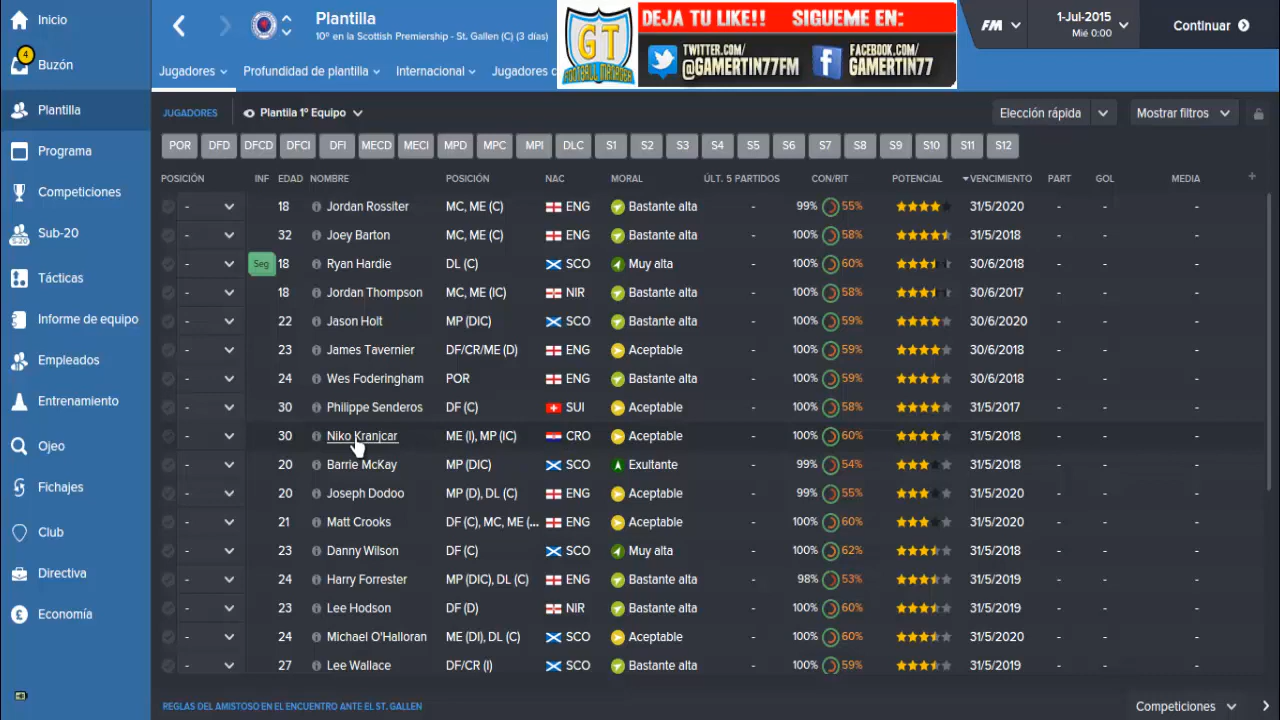 Inicio
4
Buzón
Plantilla
Programa
Competiciones
Sub-20
Tácticas
Informe de equipo
Empleados
Entrenamiento
Ojeo
Fichajes
Club
Directiva
Economía
Plantilla
10º en la Scottish Premiership - St. Gallen (C) (3 días)
GT
FOOTBALL MANAGER
DEJA TU LIKE!! SIGUEME EN:
TWITTER.COM/
@GAMERTIN77FM
FACEBOOK.COM/
GAMERTIN77
FM
1-Jul-2015
Mié 0:00
Continuar
Jugadores Profundidad de plantilla Internacional Jugadores
JUGADORES Plantila 1º Equipo Elección rápida Mostrar filtros
POR DFD DFCD DFCI DFI MECD MECI MPD MPC MPI DLC S1 S2 S3 S4 S5 S6 S7 S8 S9 S10 S11 S12
POSICIÓN INF EDAD NOMBRE POSICIÓN NAC MORAL ÚLT. 5 PARTIDOS CON/RIT POTENCIAL VENCIMIENTO PART GOL MEDIA +
- 18 Jordan Rossiter MC, ME (C) ENG Bastante alta - 99% 55% 31/5/2020 - - -
- 32 Joey Barton MC, ME (C) ENG Bastante alta - 100% 58% 31/5/2018 - - -
- Seg 18 Ryan Hardie DL (C) SCO Muy alta - 100% 60% 30/6/2018 - - -
- 18 Jordan Thompson MC, ME (IC) NIR Bastante alta - 100% 58% 30/6/2017 - - -
- 22 Jason Holt MP (DIC) SCO Bastante alta - 100% 59% 30/6/2020 - - -
- 23 James Tavernier DF/CR/ME (D) ENG Aceptable - 100% 59% 30/6/2018 - - -
- 24 Wes Foderingham POR ENG Bastante alta - 100% 59% 30/6/2018 - - -
- 30 Philippe Senderos DF (C) SUI Aceptable - 100% 58% 31/5/2017 - - -
- 30 Niko Kranjcar ME (I), MP (IC) CRO Aceptable - 100% 60% 31/5/2018 - - -
- 20 Barrie McKay MP (DIC) SCO Exultante - 99% 54% 31/5/2018 - - -
- 20 Joseph Dodoo MP (D), DL (C) ENG Aceptable - 99% 55% 31/5/2020 - - -
- 21 Matt Crooks DF (C), MC, ME (... ENG Aceptable - 100% 60% 31/5/2020 - - -
- 23 Danny Wilson DF (C) SCO Muy alta - 100% 62% 31/5/2018 - - -
- 24 Harry Forrester MP (DIC), DL (C) ENG Bastante alta - 98% 53% 31/5/2019 - - -
- 23 Lee Hodson DF (D) NIR Bastante alta - 100% 60% 31/5/2019 - - -
- 24 Michael O'Halloran ME (DI), DL (C) SCO Aceptable - 100% 60% 31/5/2020 - - -
- 27 Lee Wallace DF/CR (I) SCO Bastante alta - 100% 59% 31/5/2019 - - -
REGLAS DEL AMISTOSO EN EL ENCUENTRO ANTE EL ST. GALLEN
Competiciones